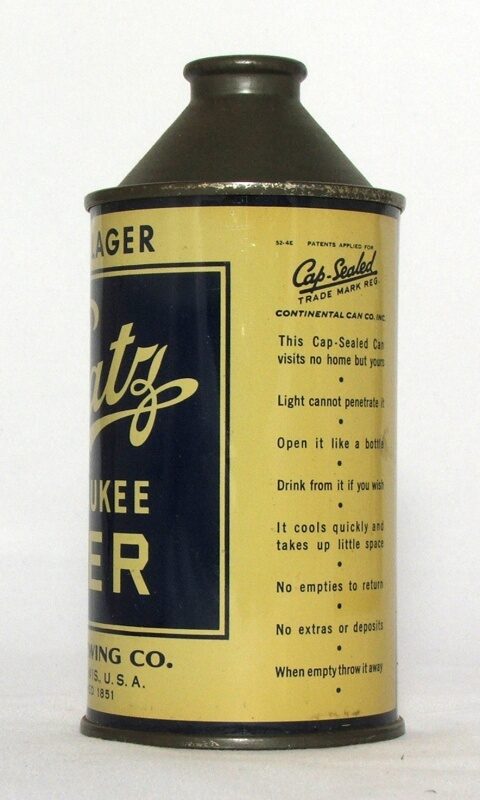 LAGER
atz
UKEE
ER
WING CO.
WIS., U.S.A.
1851
52-4E PATENTS APPLIED FOR
Cap-Sealed
TRADE MARK REG.
CONTINENTAL CAN CO. INC.
This Cap-Sealed Can
visits no home but yours
•
Light cannot penetrate it
•
Open it like a bottle
•
Drink from it if you wish
•
It cools quickly and
takes up little space
•
No empties to return
•
No extras or deposits
•
When empty throw it away
•